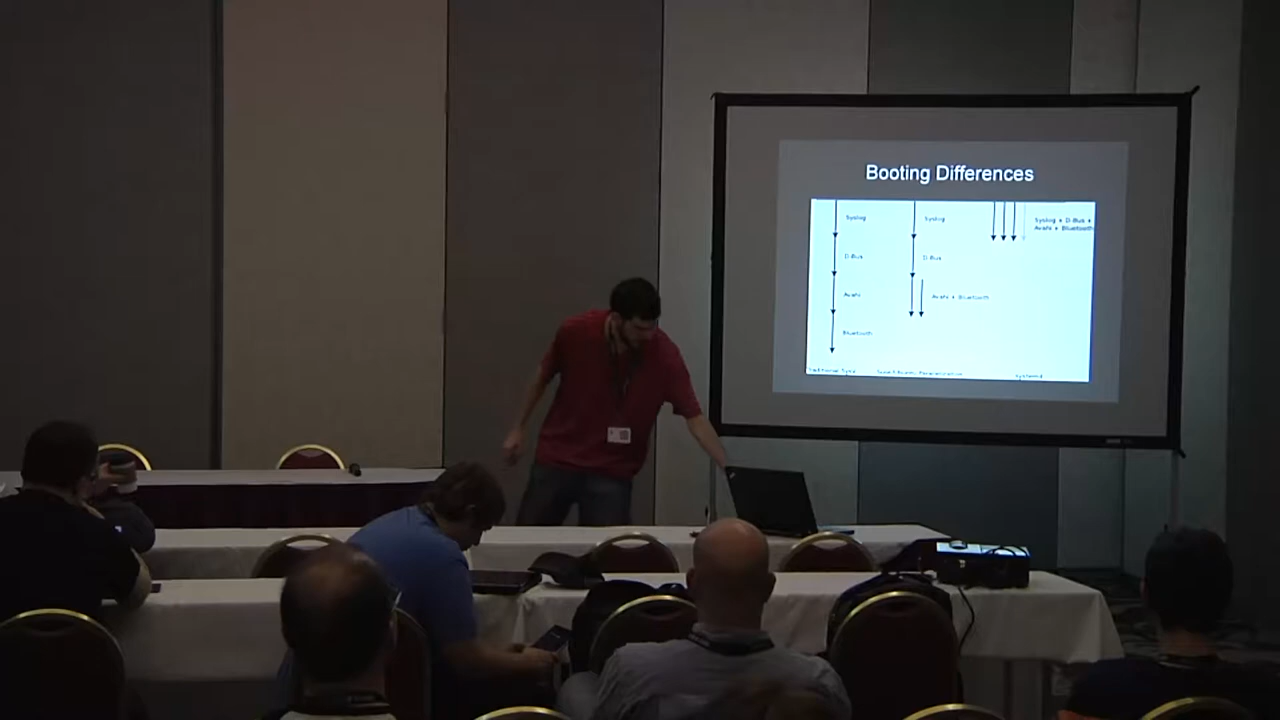 Booting Differences
Syslog
D-Bus
Avahi
Bluetooth
Syslog
D-Bus
Avahi + Bluetooth
Syslog + D-Bus +
Avahi + Bluetooth
systemd